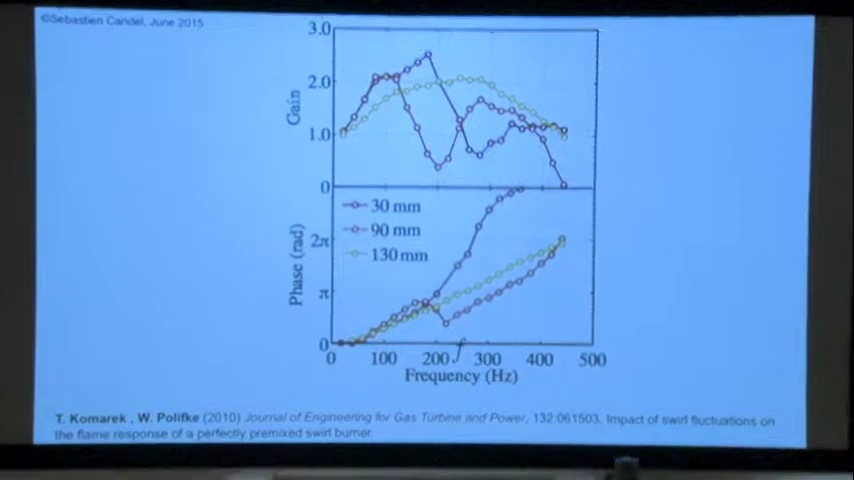 ©Sebastien Candel, June 2015
3.0
Gain
2.0
1.0
0
30 mm
90 mm
130 mm
Phase (rad)
2π
π
0
0 100 200 f 300 400 500
Frequency (Hz)
T. Komarek , W. Polifke (2010) Journal of Engineering for Gas Turbine and Power, 132:061503. Impact of swirl fluctuations on
the flame response of a perfectly premixed swirl burner.